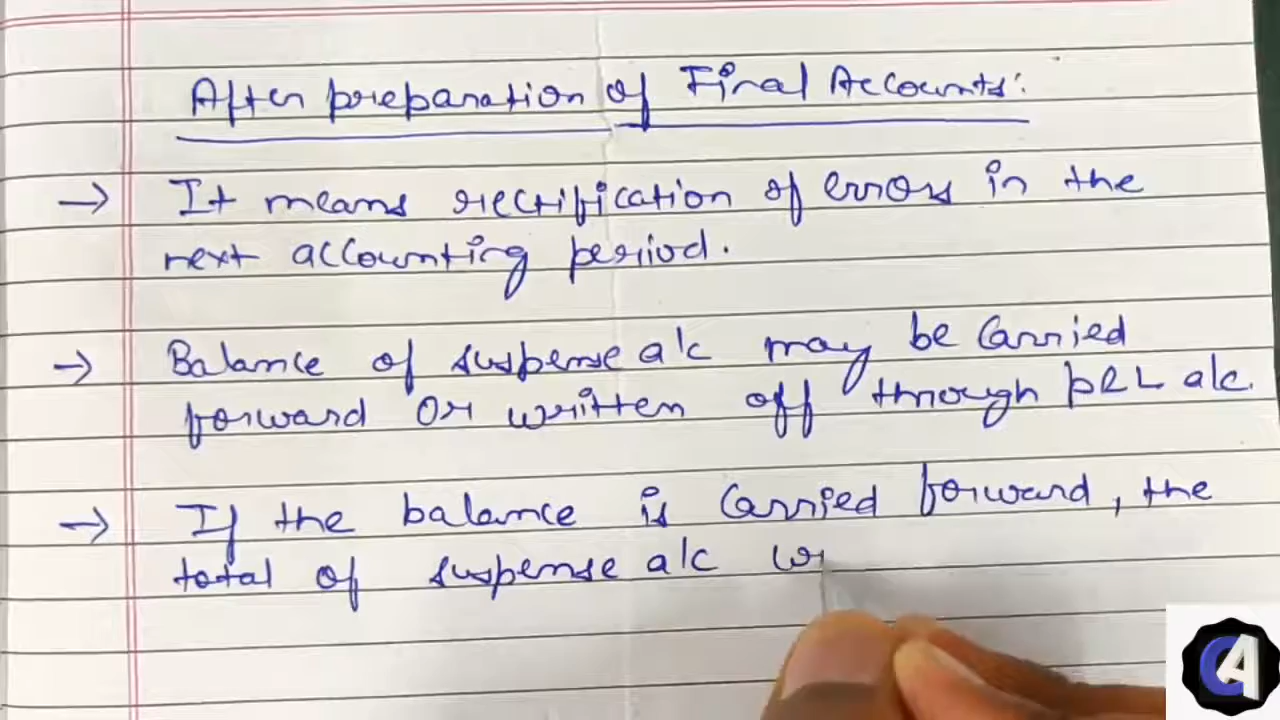 After preparation of Final Accounts:
→ It means rectification of errors in the
next accounting period.
→ Balance of suspense a/c may be carried
forward or written off through P&L a/c.
→ If the balance is carried forward, the
total of suspense a/c
CA